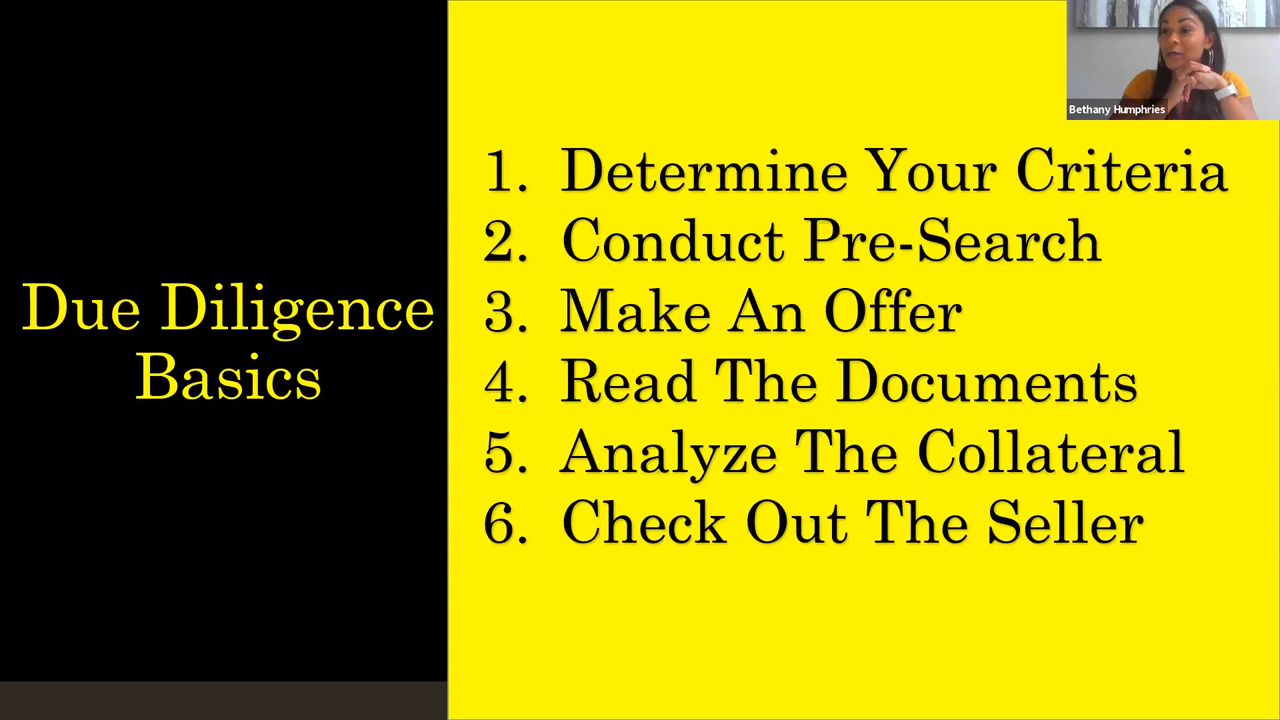 Due Diligence
Basics
1. Determine Your Criteria
2. Conduct Pre-Search
3. Make An Offer
4. Read The Documents
5. Analyze The Collateral
6. Check Out The Seller
Bethany Humphries